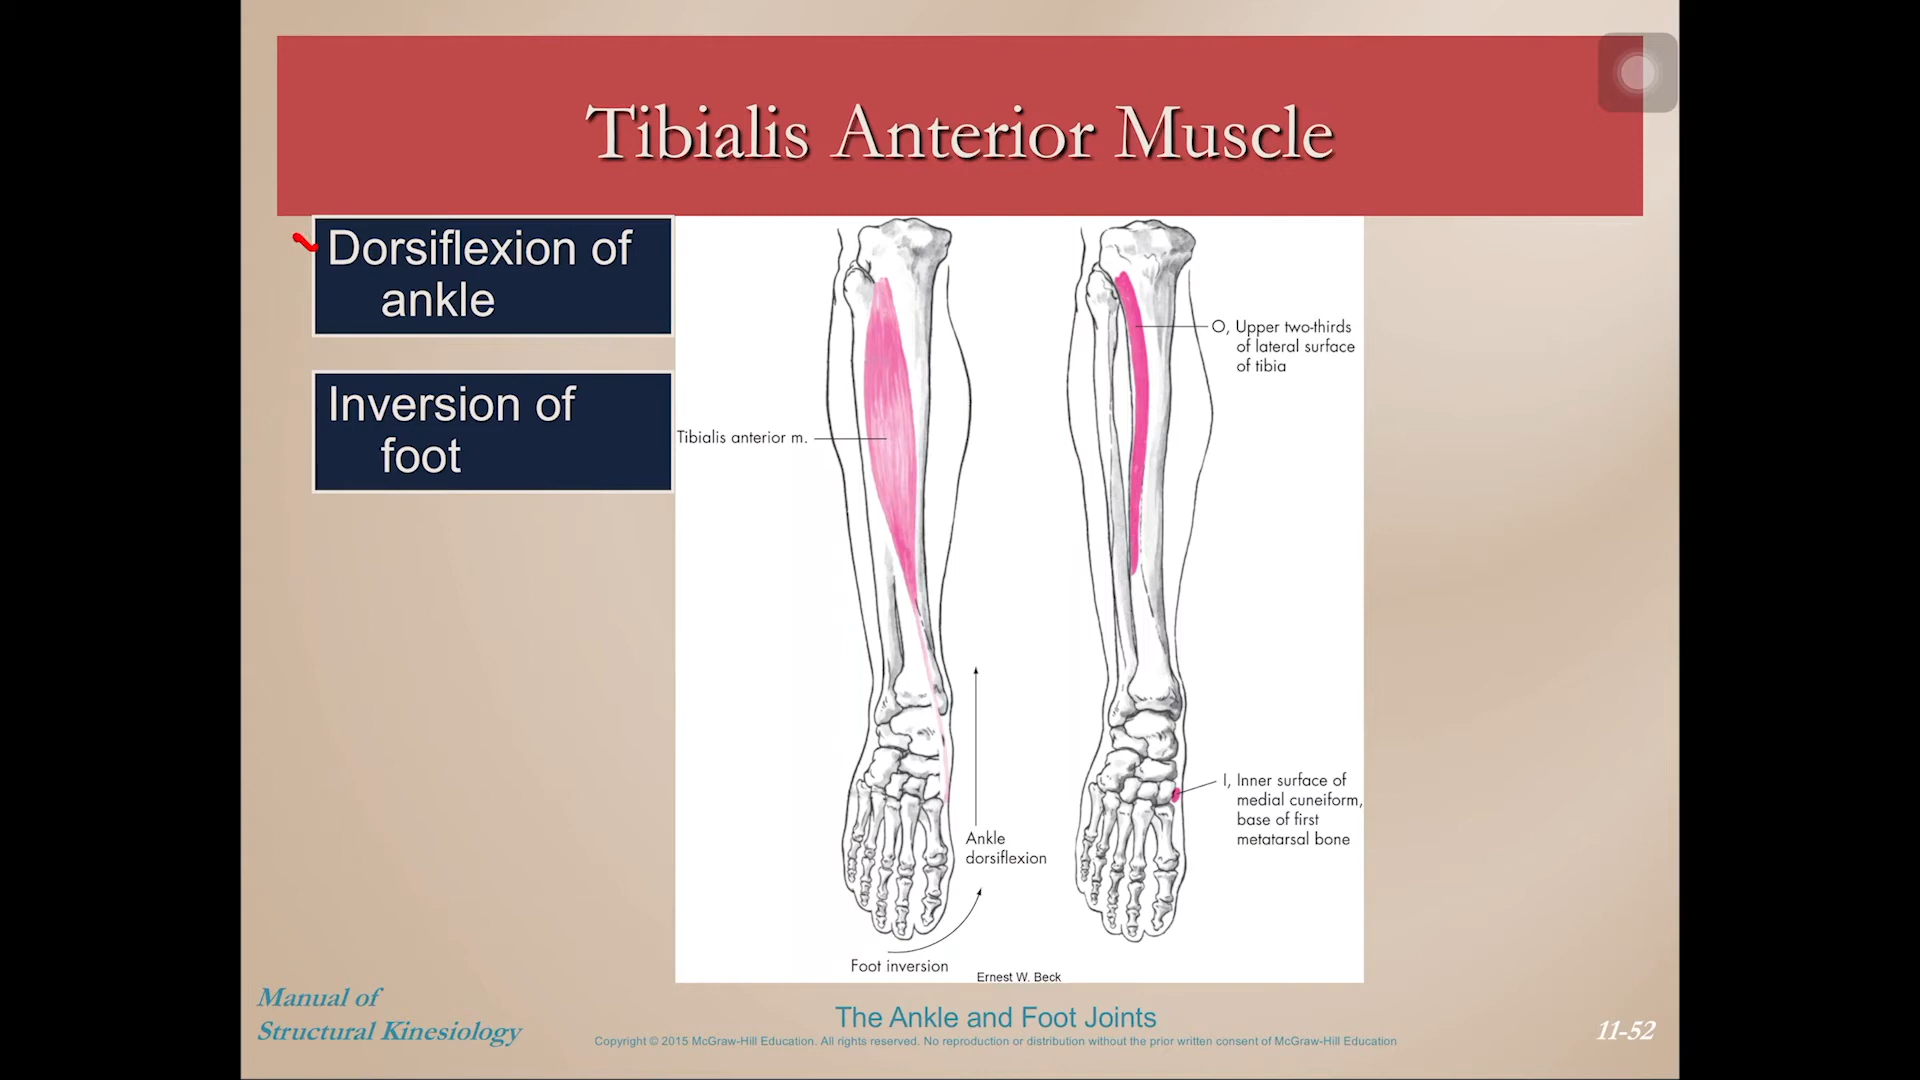 Tibialis Anterior Muscle
Dorsiflexion of
ankle
Inversion of
foot
Tibialis anterior m.
O, Upper two-thirds
of lateral surface
of tibia
I, Inner surface of
medial cuneiform,
base of first
metatarsal bone
Ankle
dorsiflexion
Foot inversion
Ernest W. Beck
Manual of
Structural Kinesiology
The Ankle and Foot Joints
Copyright © 2015 McGraw-Hill Education. All rights reserved. No reproduction or distribution without the prior written consent of McGraw-Hill Education
11-52